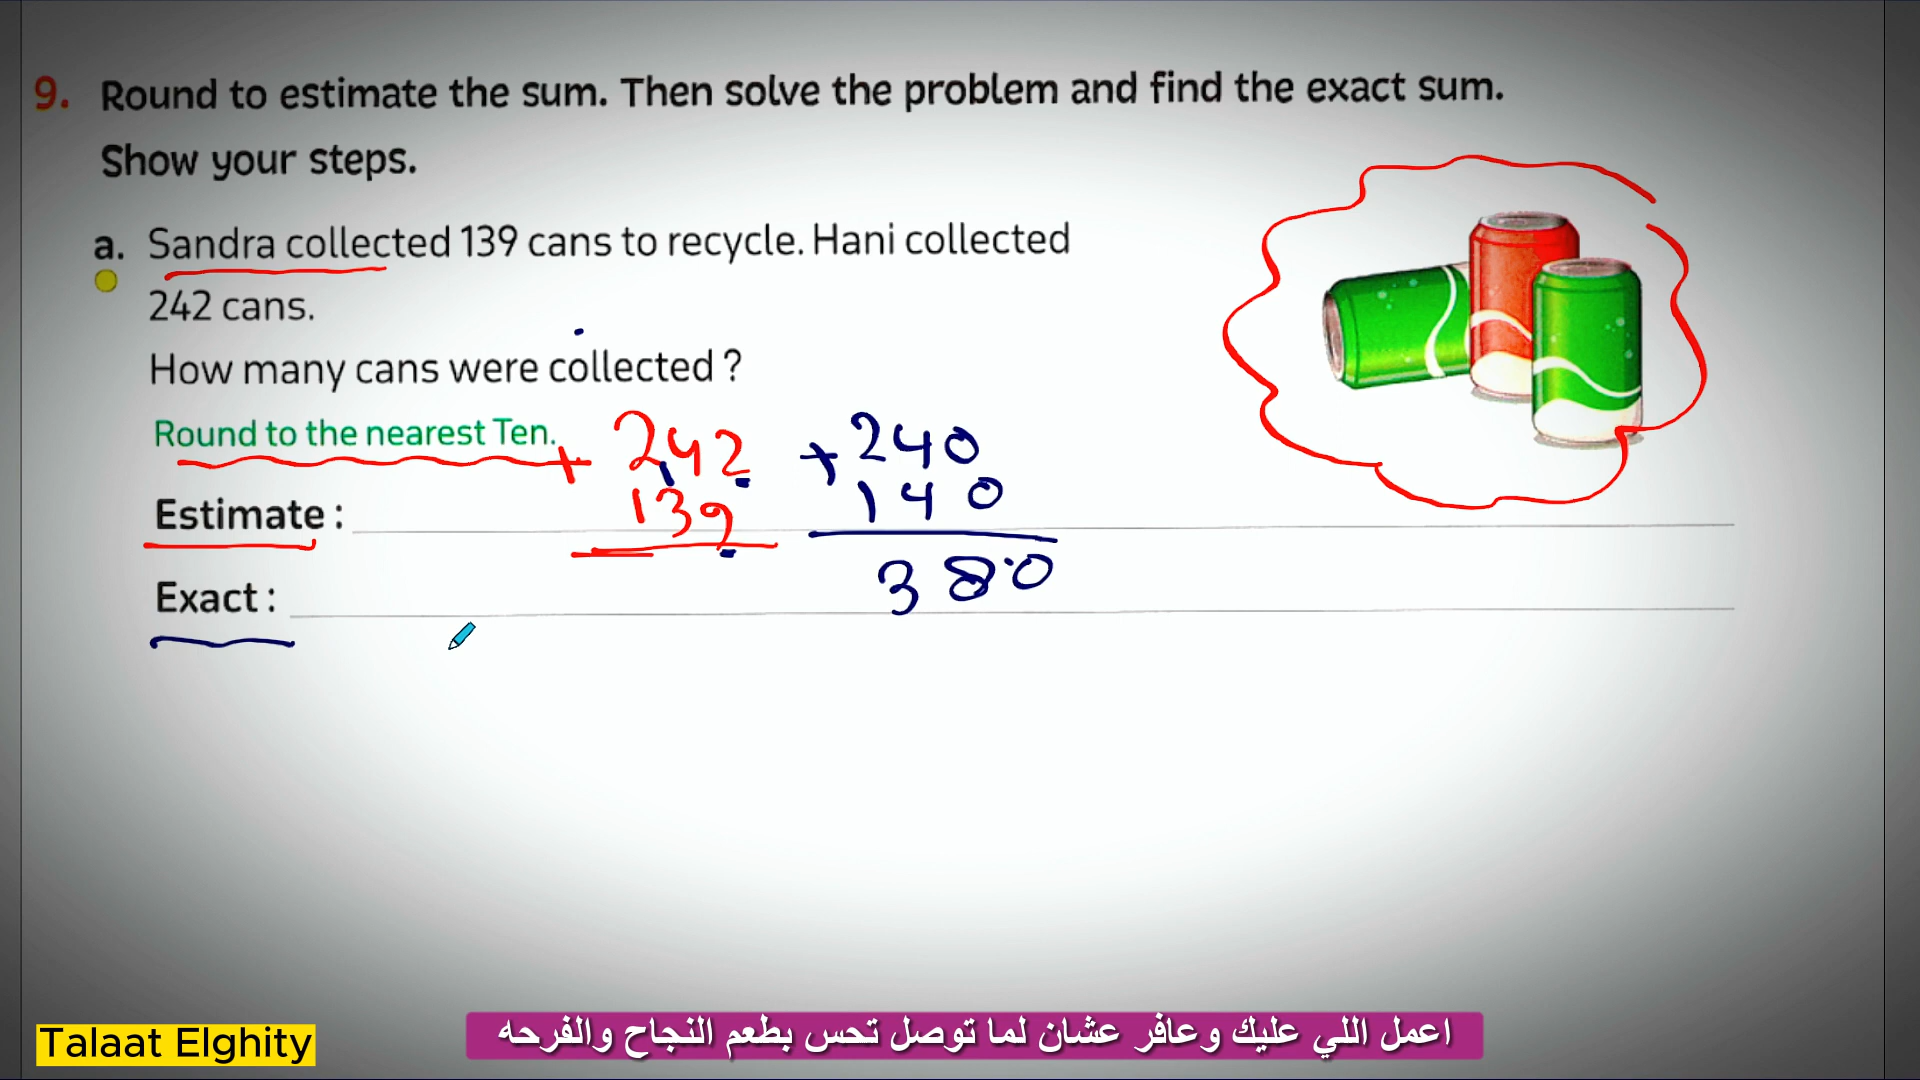 9. Round to estimate the sum. Then solve the problem and find the exact sum.
Show your steps.
a. Sandra collected 139 cans to recycle. Hani collected
242 cans.
How many cans were collected ?
Round to the nearest Ten.
+ 242
139
+ 240
140
380
Estimate :
Exact :
Talaat Elghity
اعمل اللي عليك وعافر عشان لما توصل تحس بطعم النجاح والفرحه